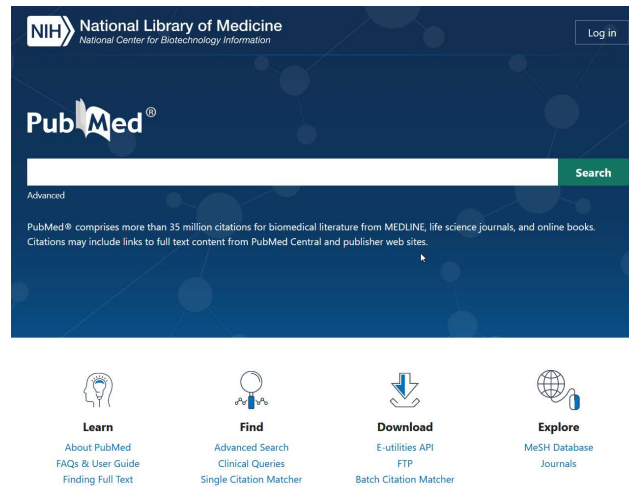 NIH National Library of Medicine
National Center for Biotechnology Information
Log in
PubMed®
Search
Advanced
PubMed® comprises more than 35 million citations for biomedical literature from MEDLINE, life science journals, and online books.
Citations may include links to full text content from PubMed Central and publisher web sites.
Learn
About PubMed
FAQs & User Guide
Finding Full Text
Find
Advanced Search
Clinical Queries
Single Citation Matcher
Download
E-utilities API
FTP
Batch Citation Matcher
Explore
MeSH Database
Journals